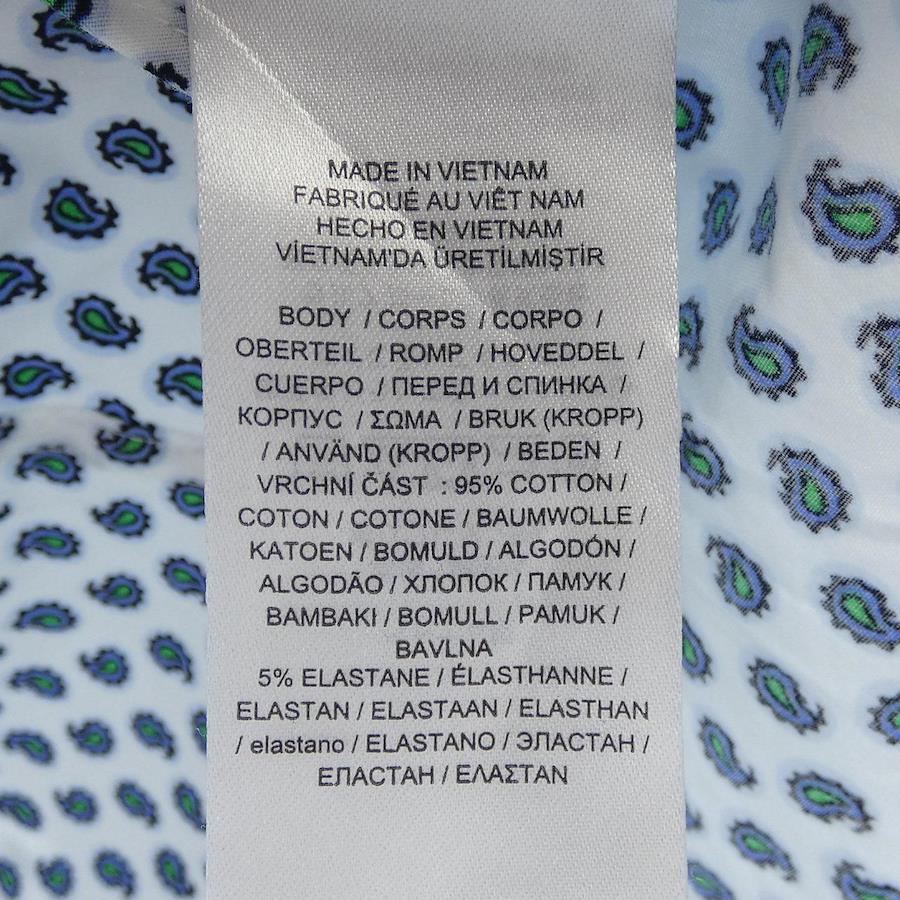 MADE IN VIETNAM
FABRIQUÉ AU VIÊT NAM
HECHO EN VIETNAM
VİETNAM'DA ÜRETİLMİŞTİR
BODY / CORPS / CORPO /
OBERTEIL / ROMP / HOVEDDEL /
CUERPO / ПЕРЕД И СПИНКА /
КОРПУС / ΣΩΜΑ / BRUK (KROPP)
/ ANVÄND (KROPP) / BEDEN /
VRCHNÍ ČÁST : 95% COTTON /
COTON / COTONE / BAUMWOLLE /
KATOEN / BOMULD / ALGODÓN /
ALGODÃO / ХЛОПОК / ПАМУК /
ΒΑΜΒΑΚΙ / BOMULL / PAMUK /
BAVLNA
5% ELASTANE / ÉLASTHANNE /
ELASTAN / ELASTAAN / ELASTHAN
/ elastano / ELASTANO / ЭЛАСТАН /
ЕЛАСТАН / ΕΛΑΣΤΑΝ